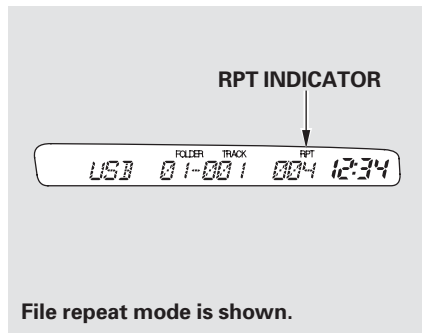 RPT INDICATOR
FOLDER TRACK RPT
USB 01-001 004 12:34
File repeat mode is shown.